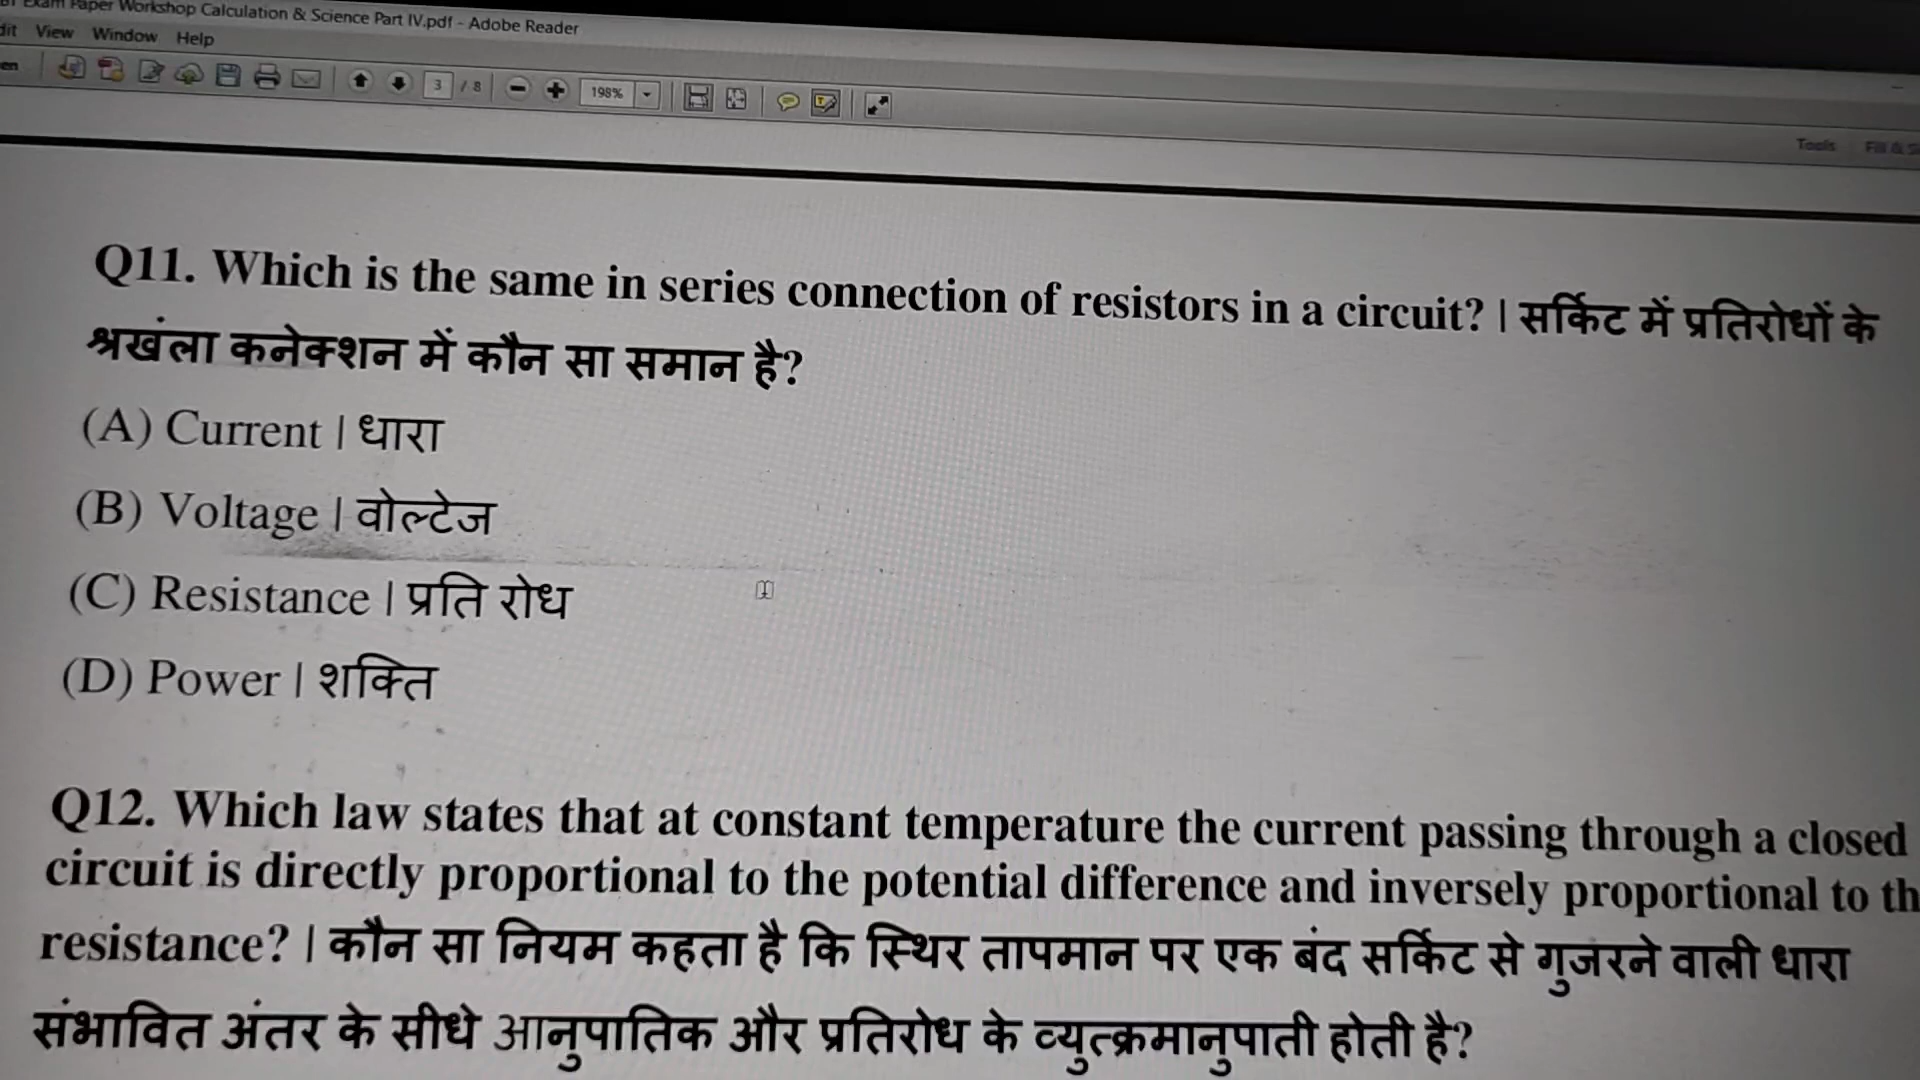 Exam Paper Workshop Calculation & Science Part IV.pdf - Adobe Reader
dit View Window Help
en 3 / 8 198%
Tools Fill & S
Q11. Which is the same in series connection of resistors in a circuit? | सर्किट में प्रतिरोधों के
श्रखंला कनेक्शन में कौन सा समान है?
(A) Current | धारा
(B) Voltage | वोल्टेज
(C) Resistance | प्रति रोध
(D) Power | शक्ति
Q12. Which law states that at constant temperature the current passing through a closed
circuit is directly proportional to the potential difference and inversely proportional to th
resistance? | कौन सा नियम कहता है कि स्थिर तापमान पर एक बंद सर्किट से गुजरने वाली धारा
संभावित अंतर के सीधे आनुपातिक और प्रतिरोध के व्युत्क्रमानुपाती होती है?